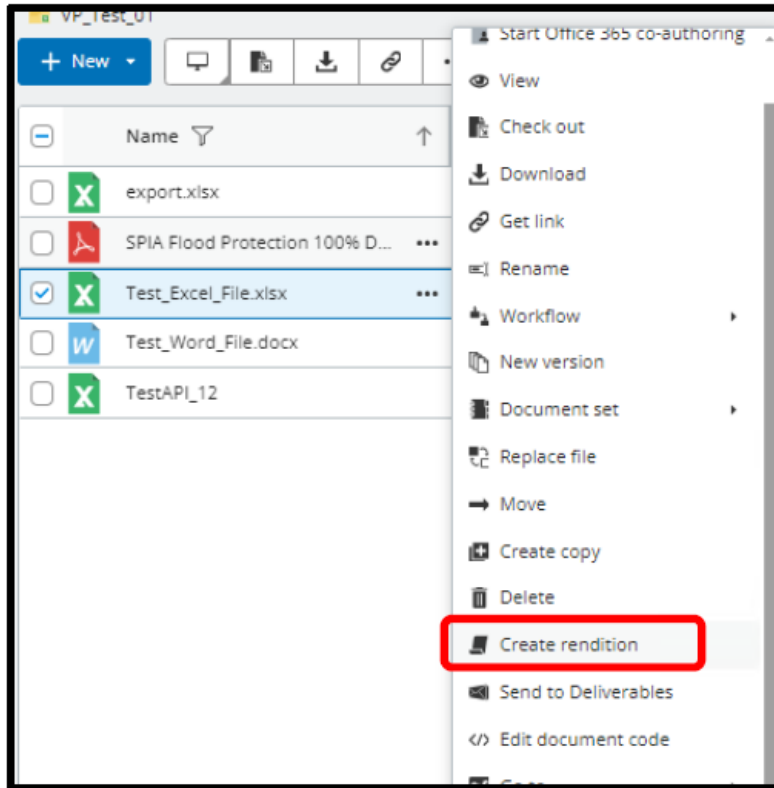 VP_Test_01
+ New
Name
export.xlsx
SPIA Flood Protection 100% D...
Test_Excel_File.xlsx
Test_Word_File.docx
TestAPI_12
Start Office 365 co-authoring
View
Check out
Download
Get link
Rename
Workflow
New version
Document set
Replace file
Move
Create copy
Delete
Create rendition
Send to Deliverables
Edit document code
Go to